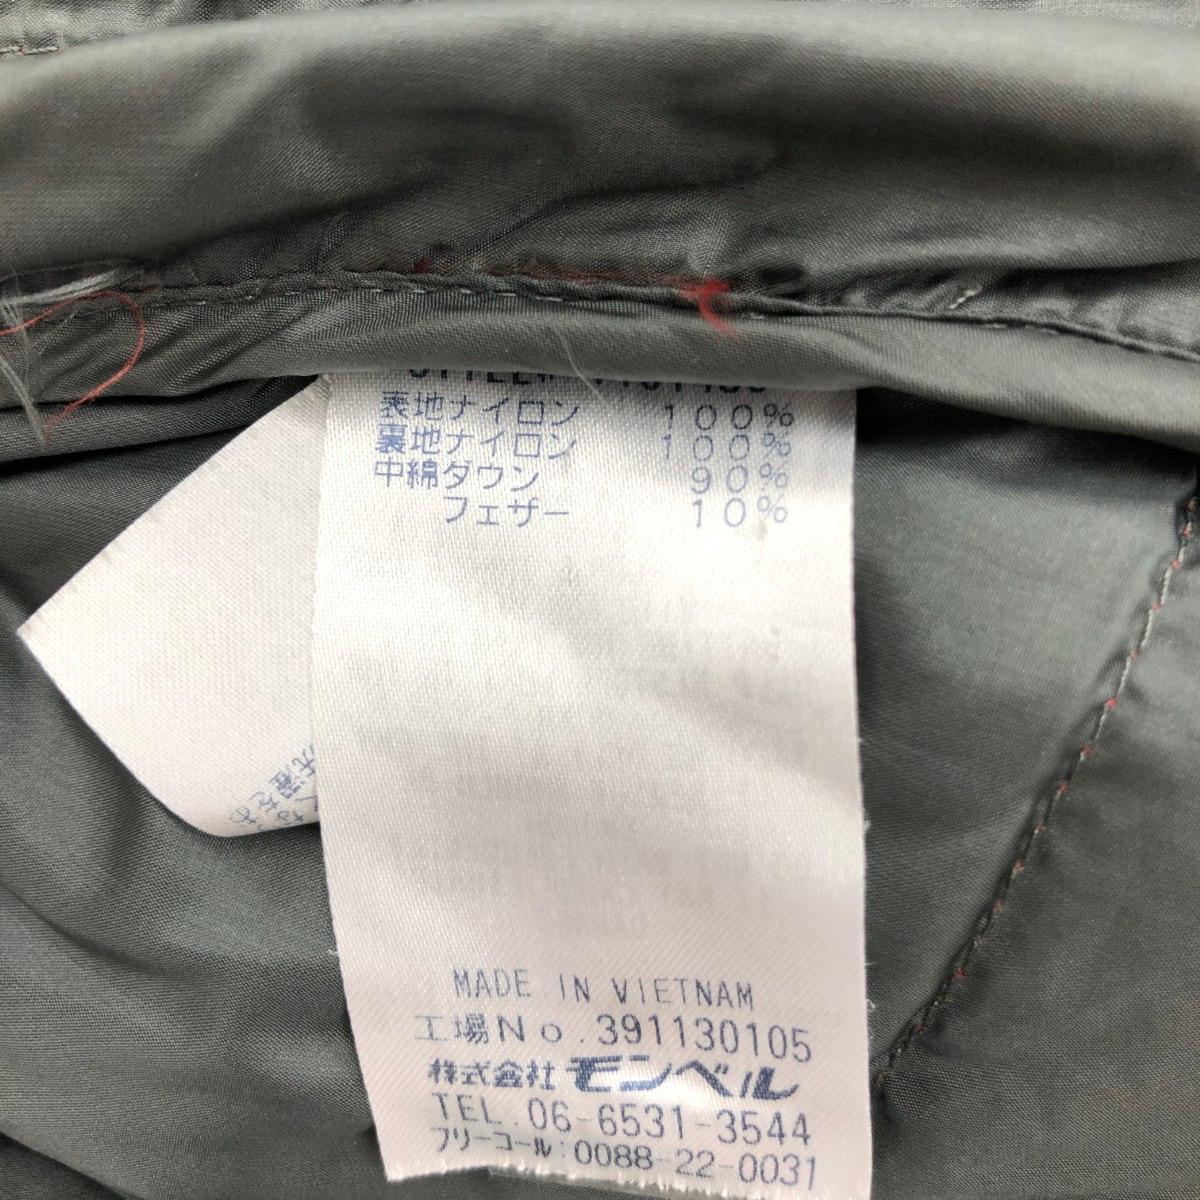 表地ナイロン 100%
裏地ナイロン 100%
中綿ダウン 90%
フェザー 10%
MADE IN VIETNAM
工場No.391130105
株式会社モンベル
TEL.06-6531-3544
フリーコール:0088-22-0031